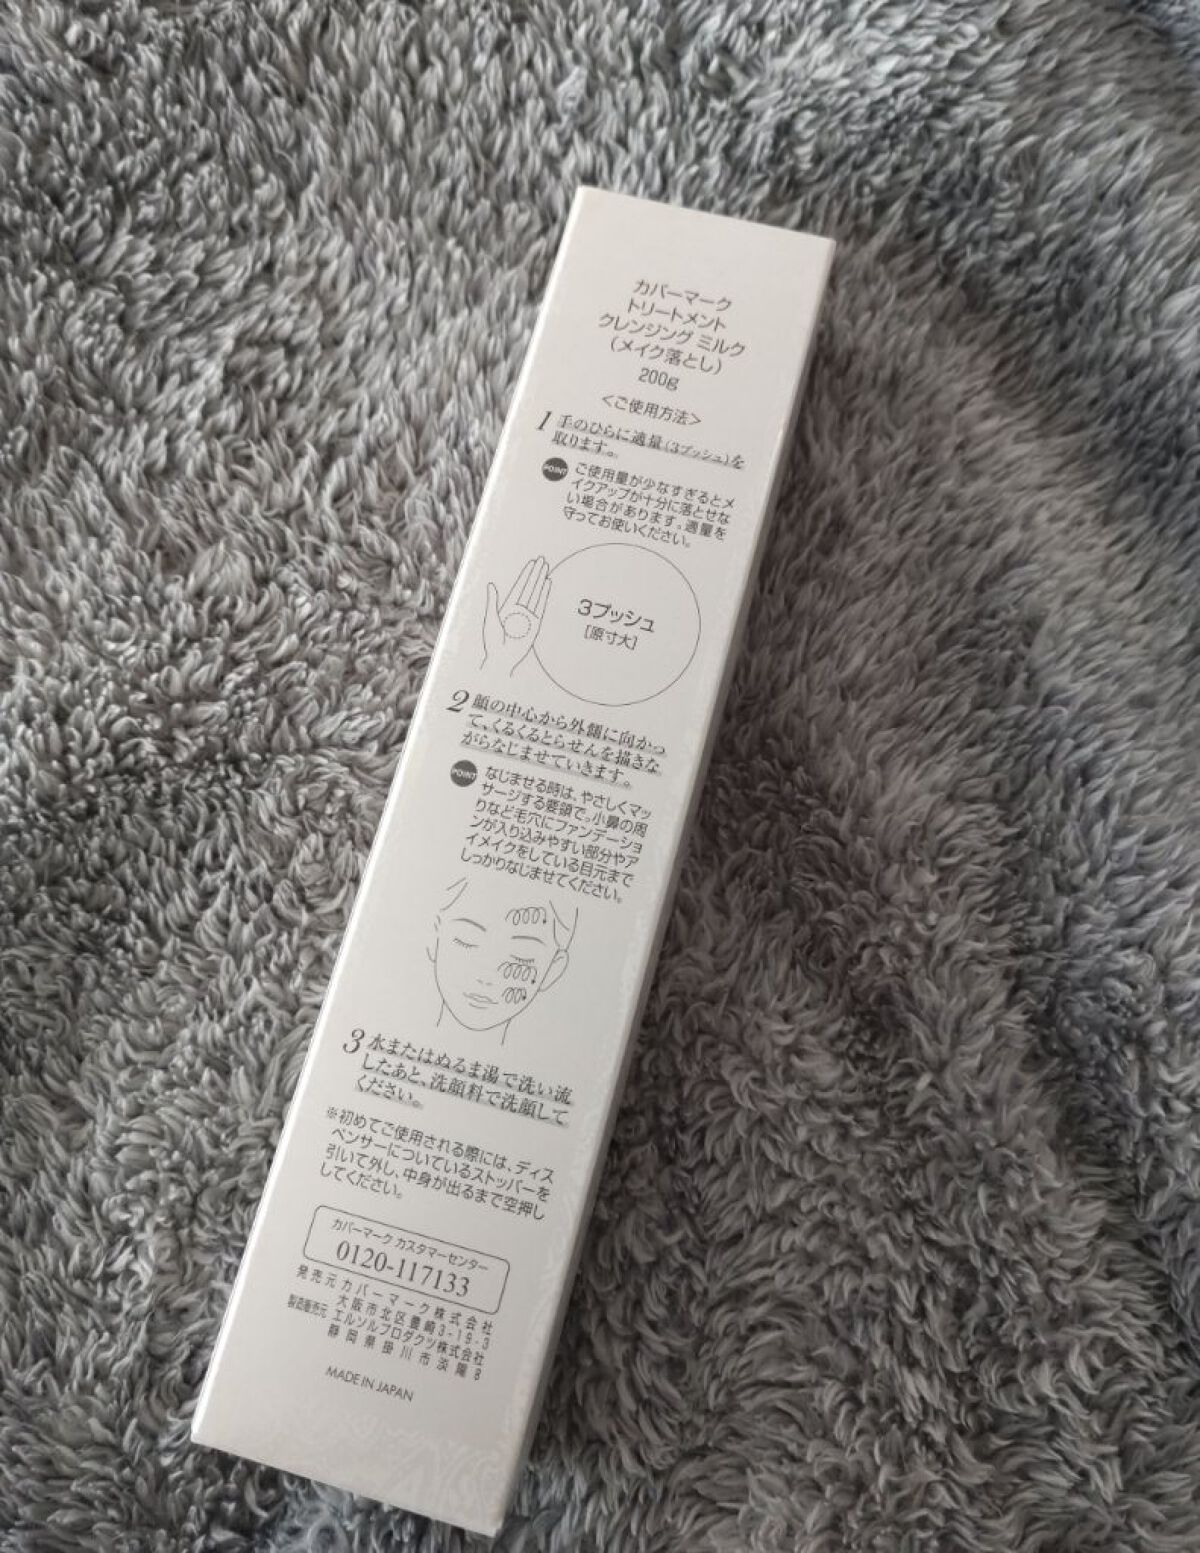 カバーマーク
トリートメント
クレンジング ミルク
(メイク落とし)
200g
<ご使用方法>
1 手のひらに適量(3プッシュ)を
取ります。
POINT ご使用量が少なすぎるとメ
イクアップが十分に落とせな
い場合があります。適量を
守ってお使いください。
3プッシュ
[原寸大]
2 顔の中心から外側に向かっ
て、くるくるとらせんを描きな
がらなじませていきます。
POINT なじませる時は、やさしくマッ
サージする要領で。小鼻の周
りなど毛穴にファンデーショ
ンが入り込みやすい部分やア
イメイクをしている目元まで
しっかりなじませてください。
3 水またはぬるま湯で洗い流
したあと、洗顔料で洗顔して
ください。
※初めてご使用される際には、ディス
ペンサーについているストッパーを
引いて外し、中身が出るまで空押し
してください。
カバーマーク カスタマーセンター
0120-117133
発売元 カバーマーク株式会社
大阪市北区豊崎3-19-3
製造販売元 エルソルプロダクツ株式会社
静岡県掛川市淡陽8
MADE IN JAPAN